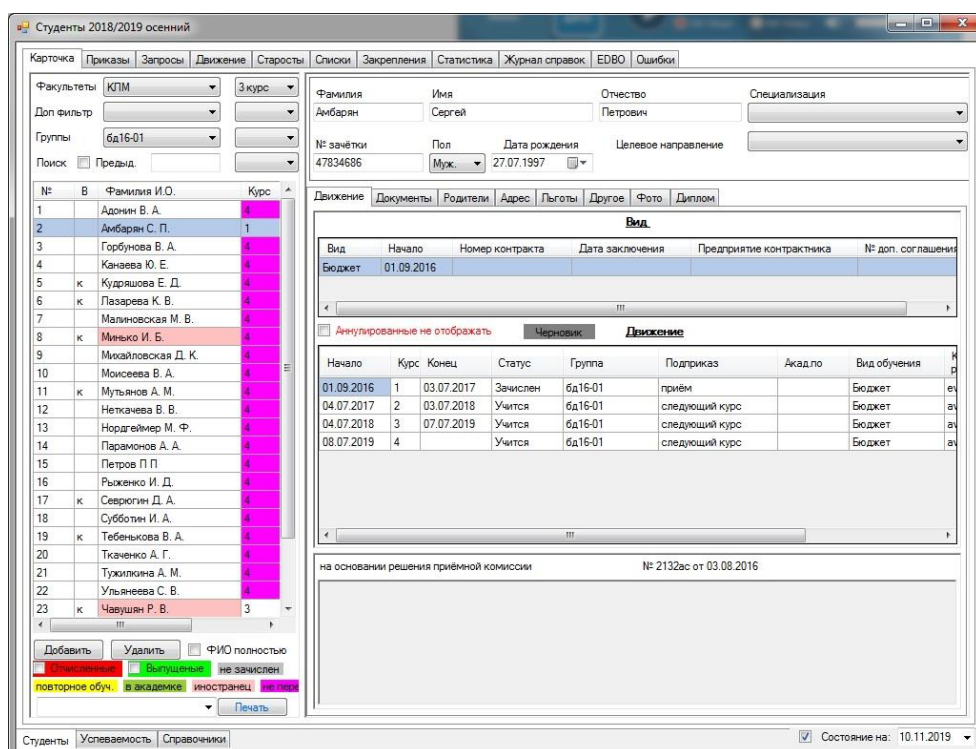 Студенты 2018/2019 осенний
Карточка Приказы Запросы Движение Старосты Списки Закрепления Статистика Журнал справок EDBO Ошибки
Факультеты КПМ 3 курс
Доп фильтр
Группы бд16-01
Поиск Предыд.
Фамилия Имя Отчество Специализация
Амбарян Сергей Петрович
№ зачётки Пол Дата рождения Целевое направление
47834686 Муж. 27.07.1997
№ В Фамилия И.О. Курс
1 Адонин В. А. 4
2 Амбарян С. П. 1
3 Горбунова В. А. 4
4 Канаева Ю. Е. 4
5 к Кудряшова Е. Д. 4
6 к Лазарева К. В. 4
7 Малиновская М. В. 4
8 к Минько И. Б. 4
9 Михайловская Д. К. 4
10 Моисеева В. А. 4
11 к Мутьянов А. М. 4
12 Неткачева В. В. 4
13 Нордгеймер М. Ф. 4
14 Парамонов А. А. 4
15 Петров П П 4
16 Рыженко И. Д. 4
17 к Севрюгин Д. А. 4
18 Субботин И. А. 4
19 к Тебенькова В. А. 4
20 Ткаченко А. Г. 4
21 Тужилкина А. М. 4
22 Ульянеева С. В. 4
23 к Чавушян Р. В. 3
Добавить Удалить ФИО полностью
Отчисленные Выпущеные не зачислен
повторное обуч. в академке иностранец не пере
Печать
Движение Документы Родители Адрес Льготы Другое Фото Диплом
Вид
Вид Начало Номер контракта Дата заключения Предприятие контрактника № доп. соглашения
Бюджет 01.09.2016
Аннулированные не отображать Черновик Движение
Начало Курс Конец Статус Группа Подприказ Акад.по Вид обучения
01.09.2016 1 03.07.2017 Зачислен бд16-01 приём Бюджет
04.07.2017 2 03.07.2018 Учится бд16-01 следующий курс Бюджет
04.07.2018 3 07.07.2019 Учится бд16-01 следующий курс Бюджет
08.07.2019 4 Учится бд16-01 следующий курс Бюджет
на основании решения приёмной комиссии № 2132ас от 03.08.2016
Студенты Успеваемость Справочники
Состояние на: 10.11.2019